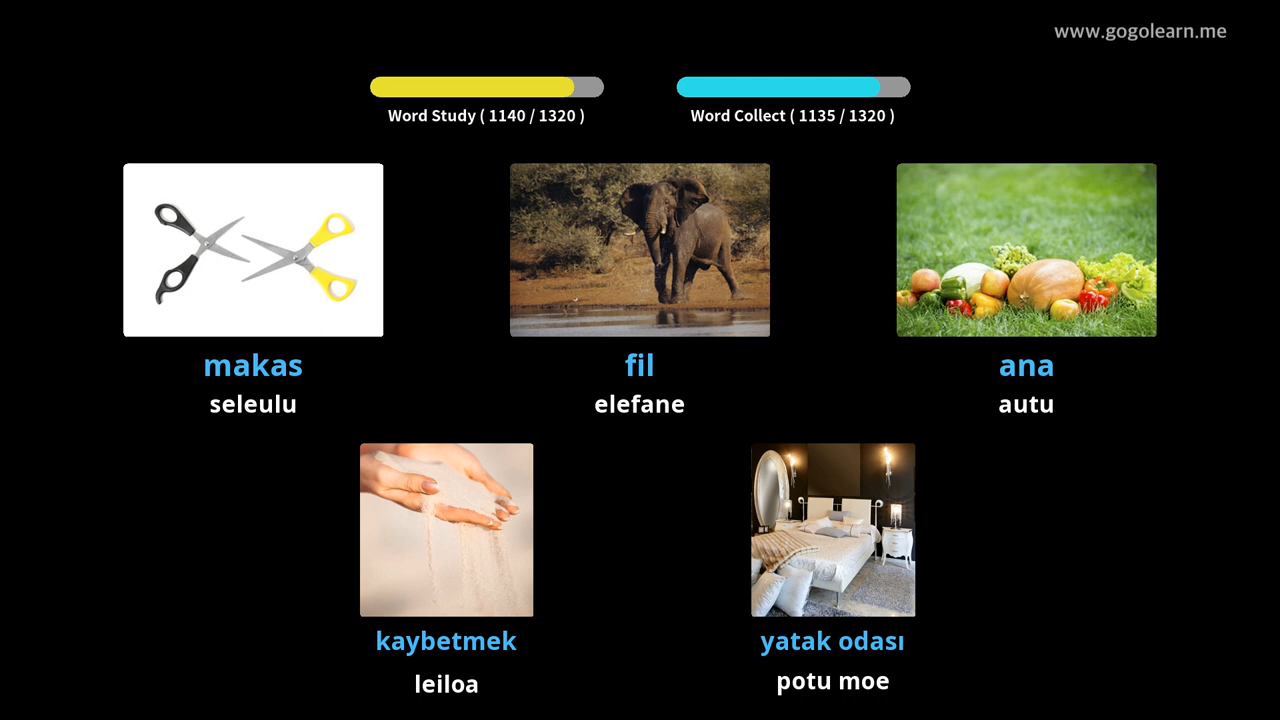 www.gogolearn.me
Word Study ( 1140 / 1320 )
Word Collect ( 1135 / 1320 )
makas
seleulu
fil
elefane
ana
autu
kaybetmek
leiloa
yatak odası
potu moe